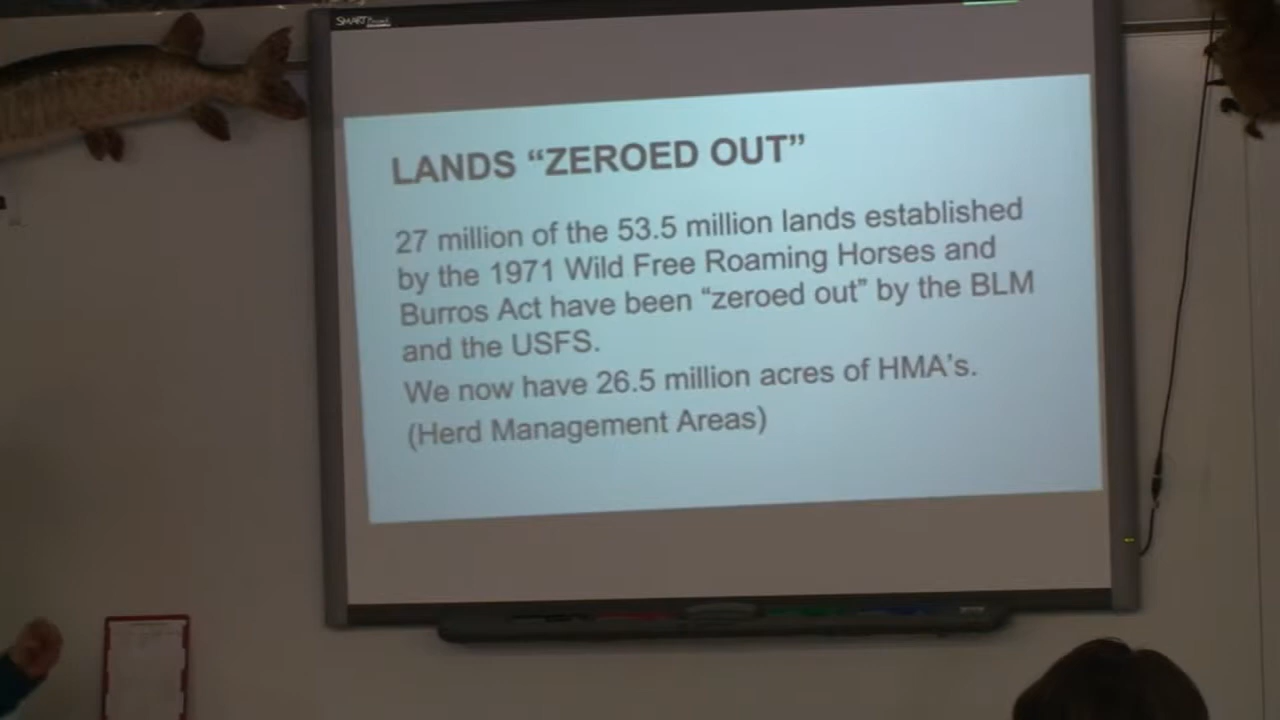 SMART Board
LANDS “ZEROED OUT”
27 million of the 53.5 million lands established
by the 1971 Wild Free Roaming Horses and
Burros Act have been “zeroed out” by the BLM
and the USFS.
We now have 26.5 million acres of HMA’s.
(Herd Management Areas)